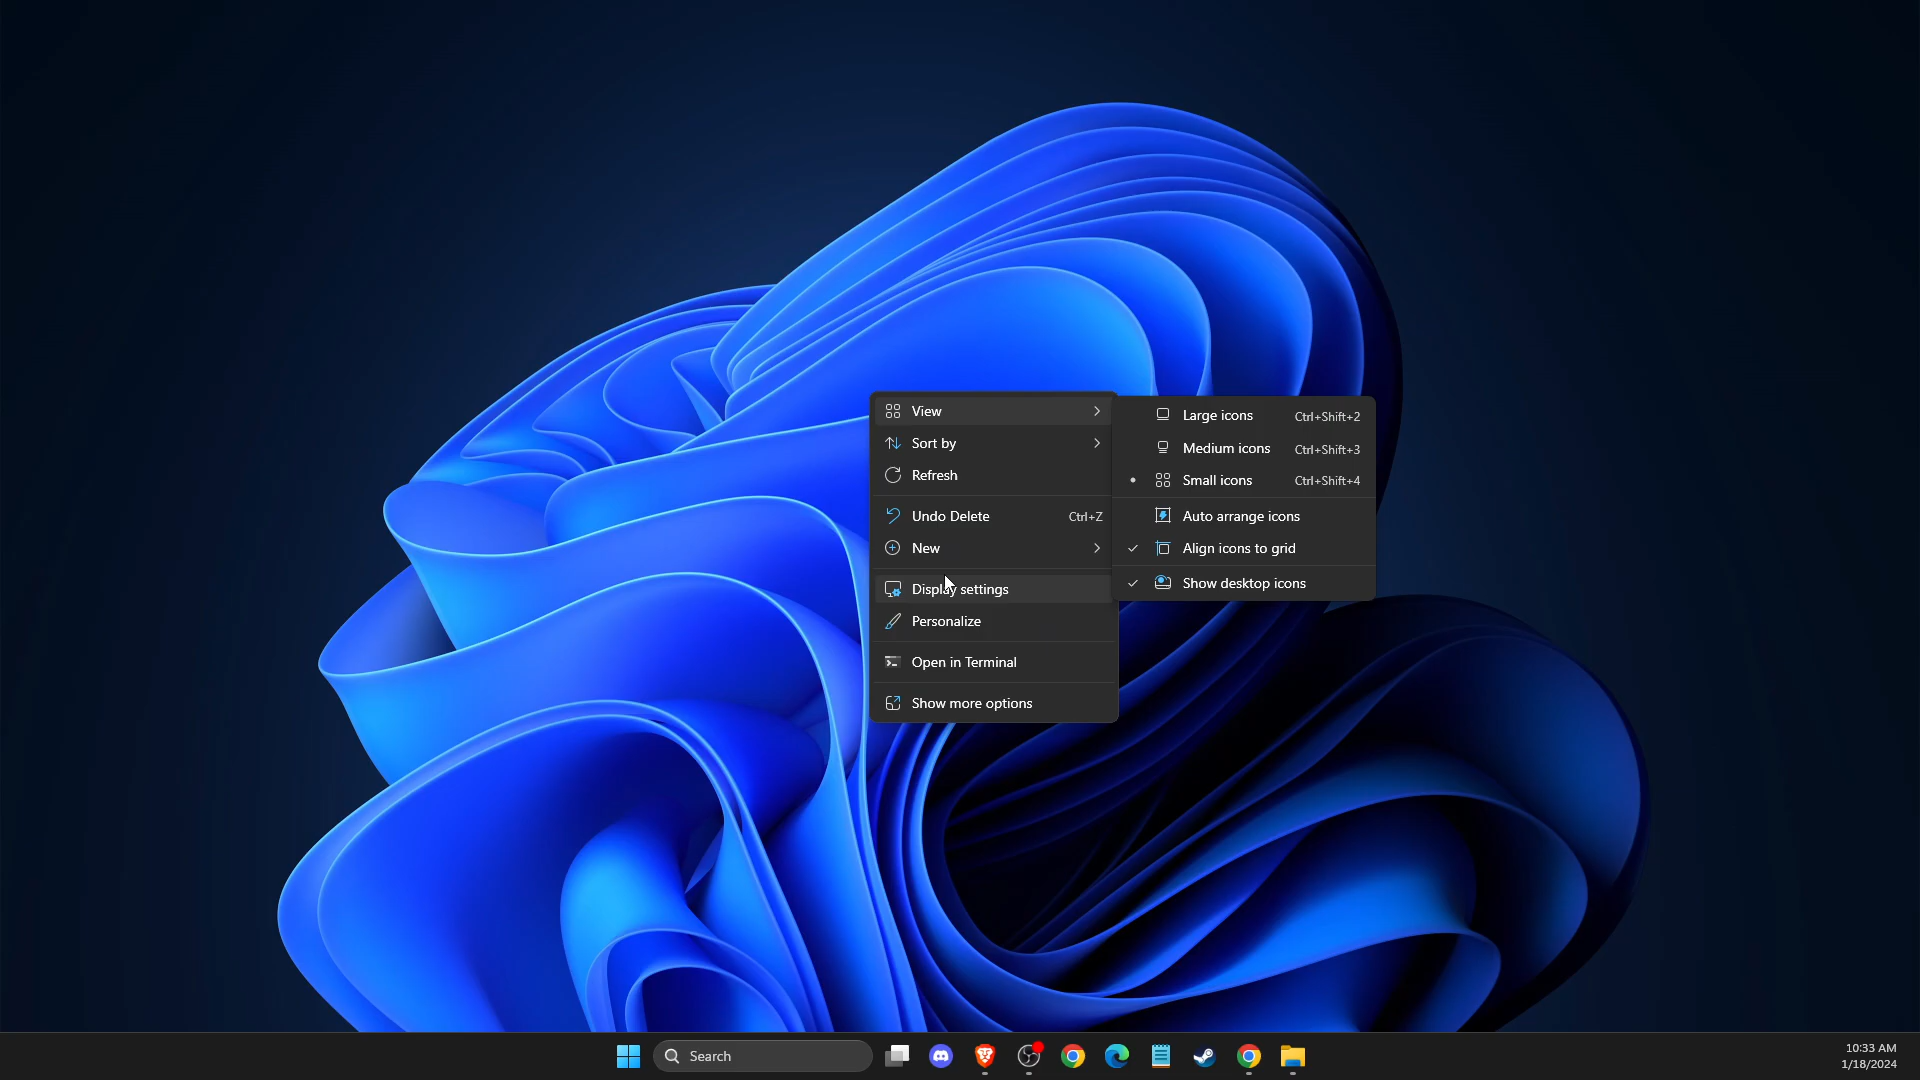 View
Sort by
Refresh
Undo Delete Ctrl+Z
New
Display settings
Personalize
Open in Terminal
Show more options
Large icons Ctrl+Shift+2
Medium icons Ctrl+Shift+3
Small icons Ctrl+Shift+4
Auto arrange icons
Align icons to grid
Show desktop icons
Search
10:33 AM
1/18/2024